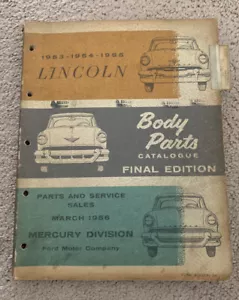 1953-1954-1955
LINCOLN
Body
Parts
CATALOGUE
FINAL EDITION
PARTS AND SERVICE
SALES
MARCH 1956
MERCURY DIVISION
Ford Motor Company